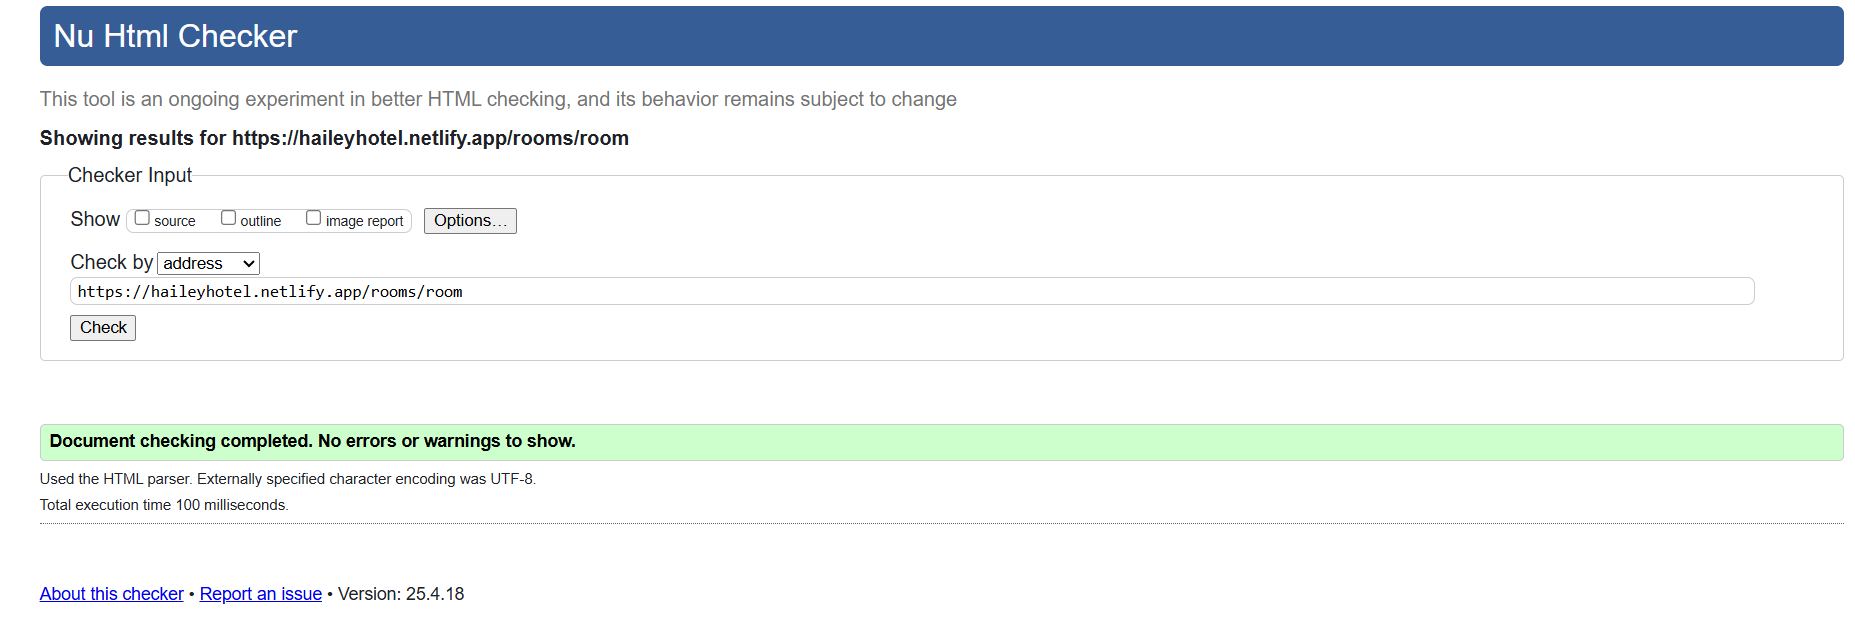 Nu Html Checker
This tool is an ongoing experiment in better HTML checking, and its behavior remains subject to change
Showing results for https://haileyhotel.netlify.app/rooms/room
Checker Input
Show source outline image report Options…
Check by address
https://haileyhotel.netlify.app/rooms/room
Check
Document checking completed. No errors or warnings to show.
Used the HTML parser. Externally specified character encoding was UTF-8.
Total execution time 100 milliseconds.
About this checker • Report an issue • Version: 25.4.18